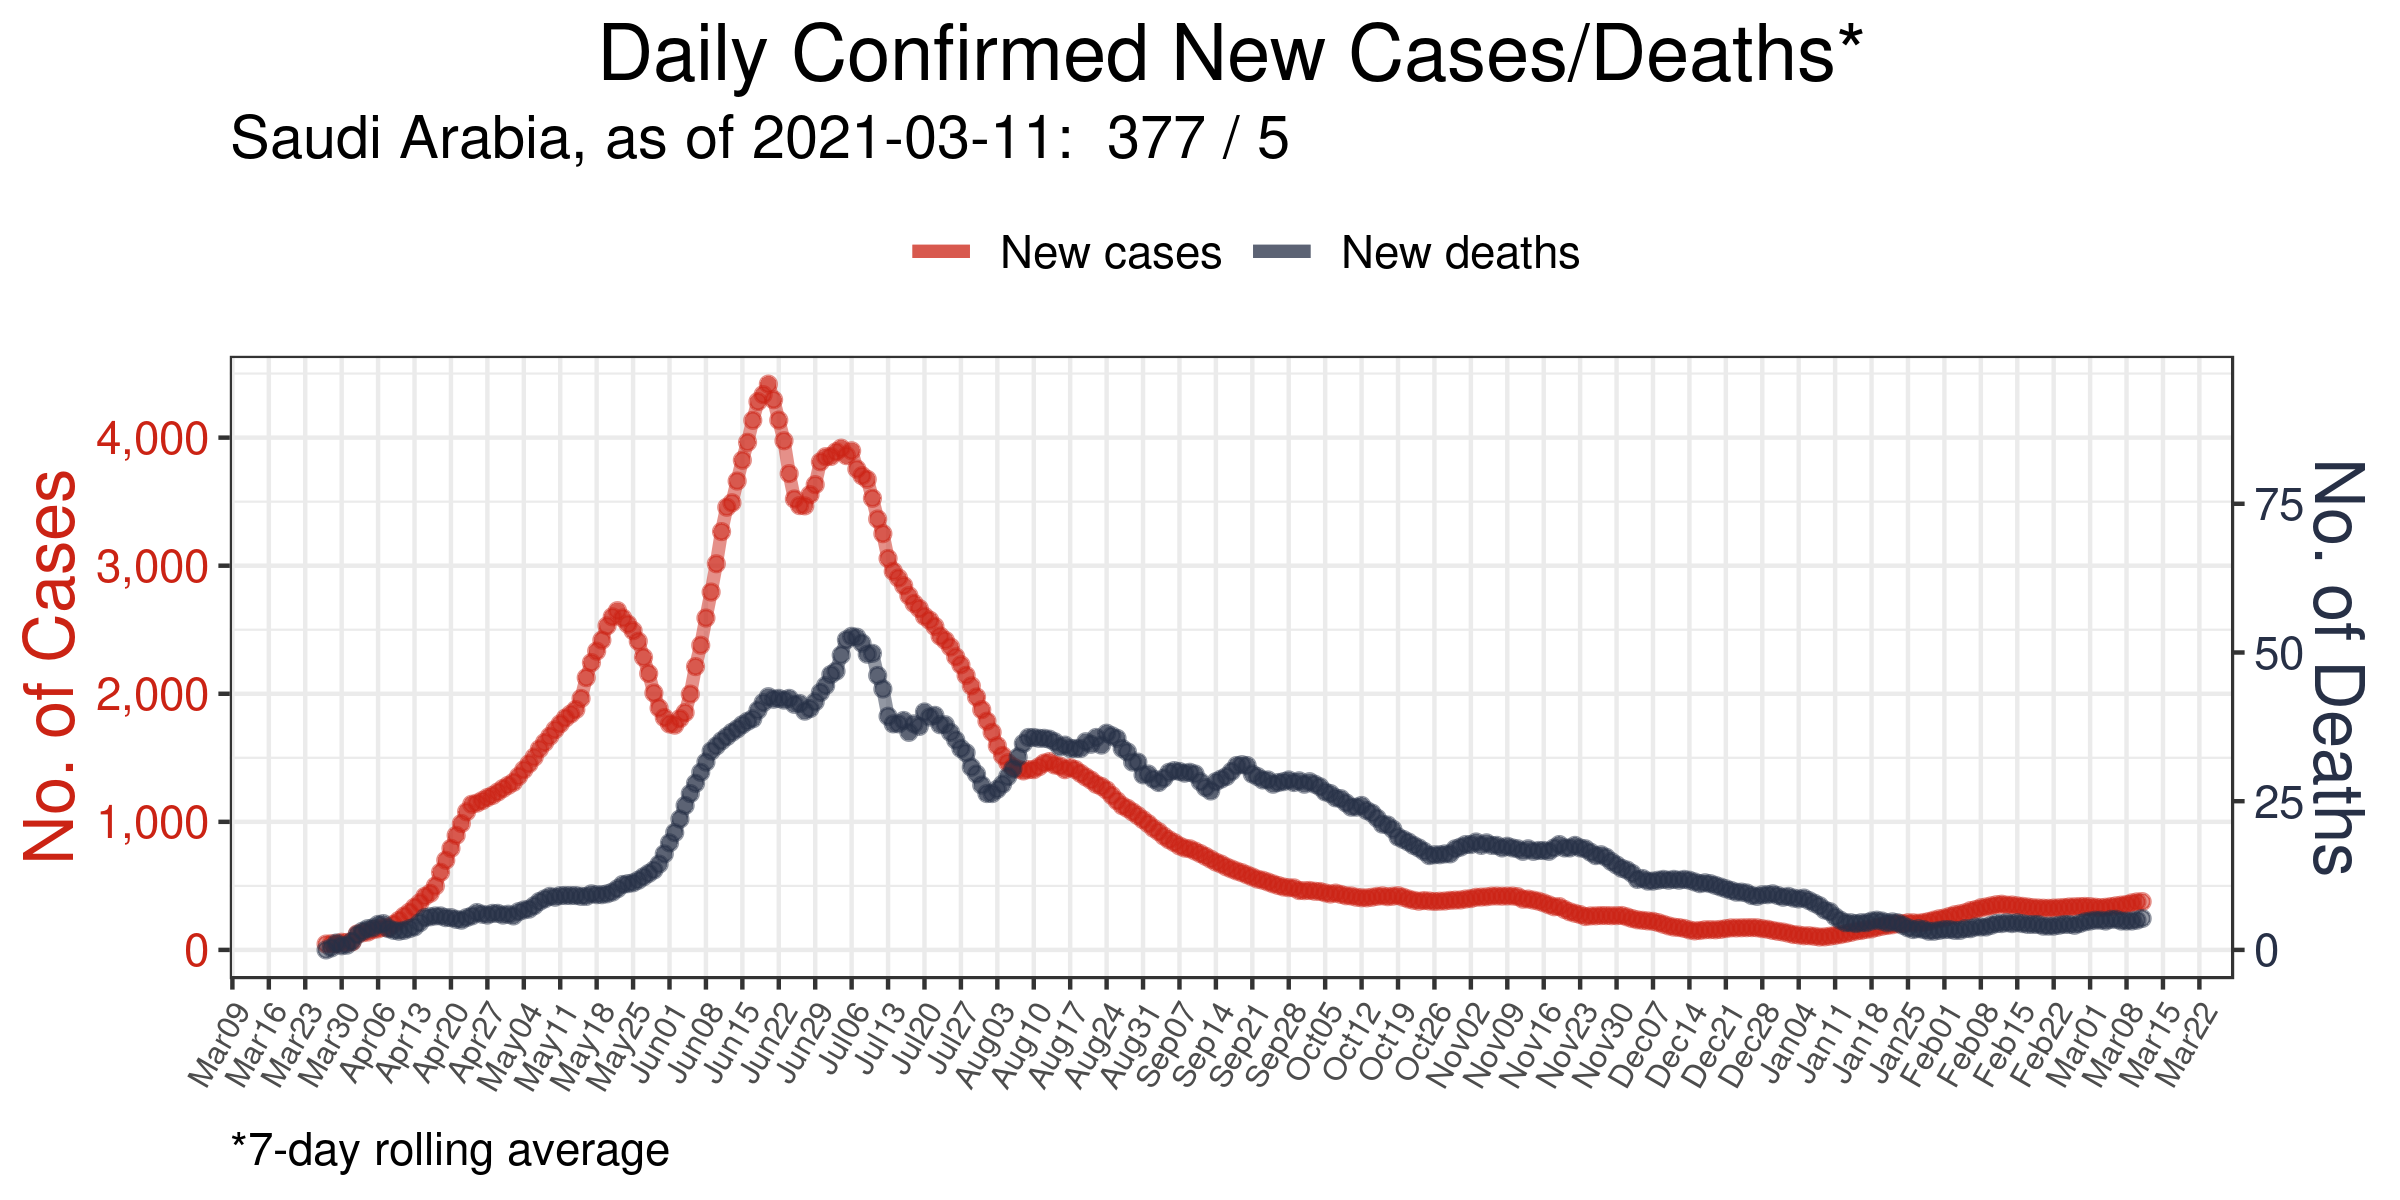 Daily Confirmed New Cases/Deaths*
Saudi Arabia, as of 2021-03-11:  377 / 5
New cases New deaths
No. of Cases
4,000
3,000
2,000
1,000
0
75
50
25
0
No. of Deaths
Mar09 Mar16 Mar23 Mar30 Apr06 Apr13 Apr20 Apr27 May04 May11 May18 May25 Jun01 Jun08 Jun15 Jun22 Jun29 Jul06 Jul13 Jul20 Jul27 Aug03 Aug10 Aug17 Aug24 Aug31 Sep07 Sep14 Sep21 Sep28 Oct05 Oct12 Oct19 Oct26 Nov02 Nov09 Nov16 Nov23 Nov30 Dec07 Dec14 Dec21 Dec28 Jan04 Jan11 Jan18 Jan25 Feb01 Feb08 Feb15 Feb22 Mar01 Mar08 Mar15 Mar22
*7-day rolling average